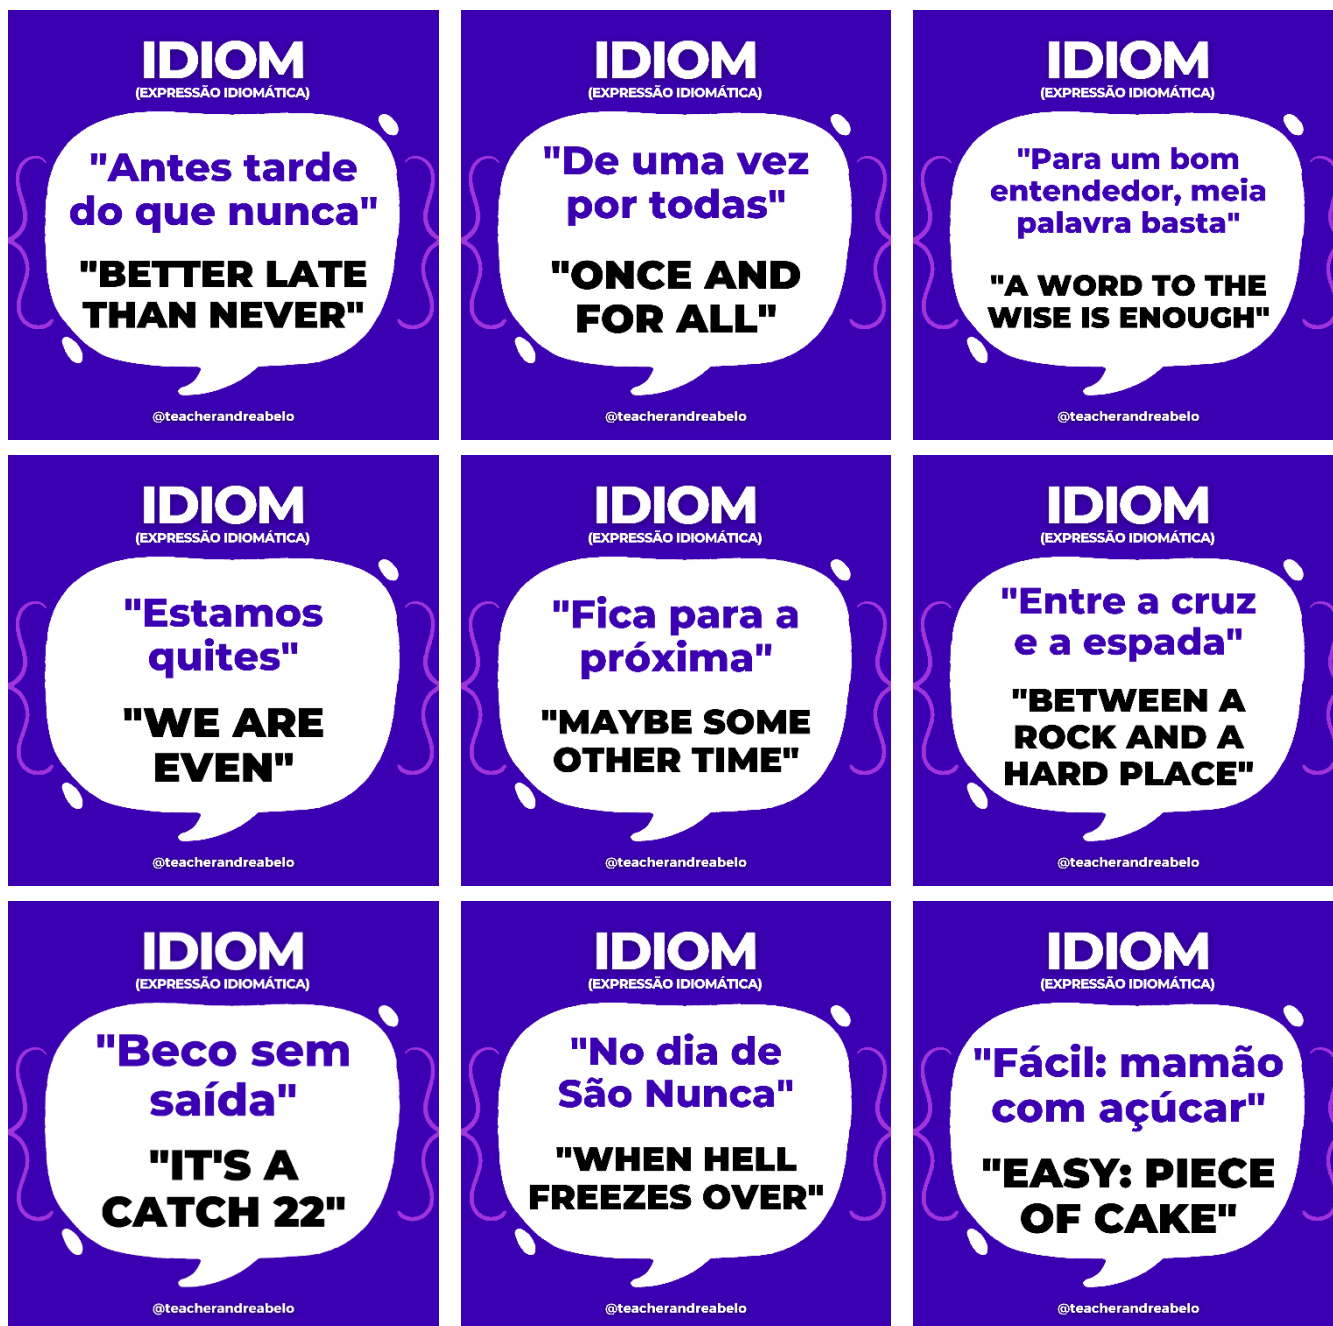 IDIOM
(EXPRESSÃO IDIOMÁTICA)
"Antes tarde
do que nunca"
"BETTER LATE
THAN NEVER"
@teacherandreabelo
IDIOM
(EXPRESSÃO IDIOMÁTICA)
"De uma vez
por todas"
"ONCE AND
FOR ALL"
@teacherandreabelo
IDIOM
(EXPRESSÃO IDIOMÁTICA)
"Para um bom
entendedor, meia
palavra basta"
"A WORD TO THE
WISE IS ENOUGH"
@teacherandreabelo
IDIOM
(EXPRESSÃO IDIOMÁTICA)
"Estamos
quites"
"WE ARE
EVEN"
@teacherandreabelo
IDIOM
(EXPRESSÃO IDIOMÁTICA)
"Fica para a
próxima"
"MAYBE SOME
OTHER TIME"
@teacherandreabelo
IDIOM
(EXPRESSÃO IDIOMÁTICA)
"Entre a cruz
e a espada"
"BETWEEN A
ROCK AND A
HARD PLACE"
@teacherandreabelo
IDIOM
(EXPRESSÃO IDIOMÁTICA)
"Beco sem
saída"
"IT'S A
CATCH 22"
@teacherandreabelo
IDIOM
(EXPRESSÃO IDIOMÁTICA)
"No dia de
São Nunca"
"WHEN HELL
FREEZES OVER"
@teacherandreabelo
IDIOM
(EXPRESSÃO IDIOMÁTICA)
"Fácil: mamão
com açúcar"
"EASY: PIECE
OF CAKE"
@teacherandreabelo